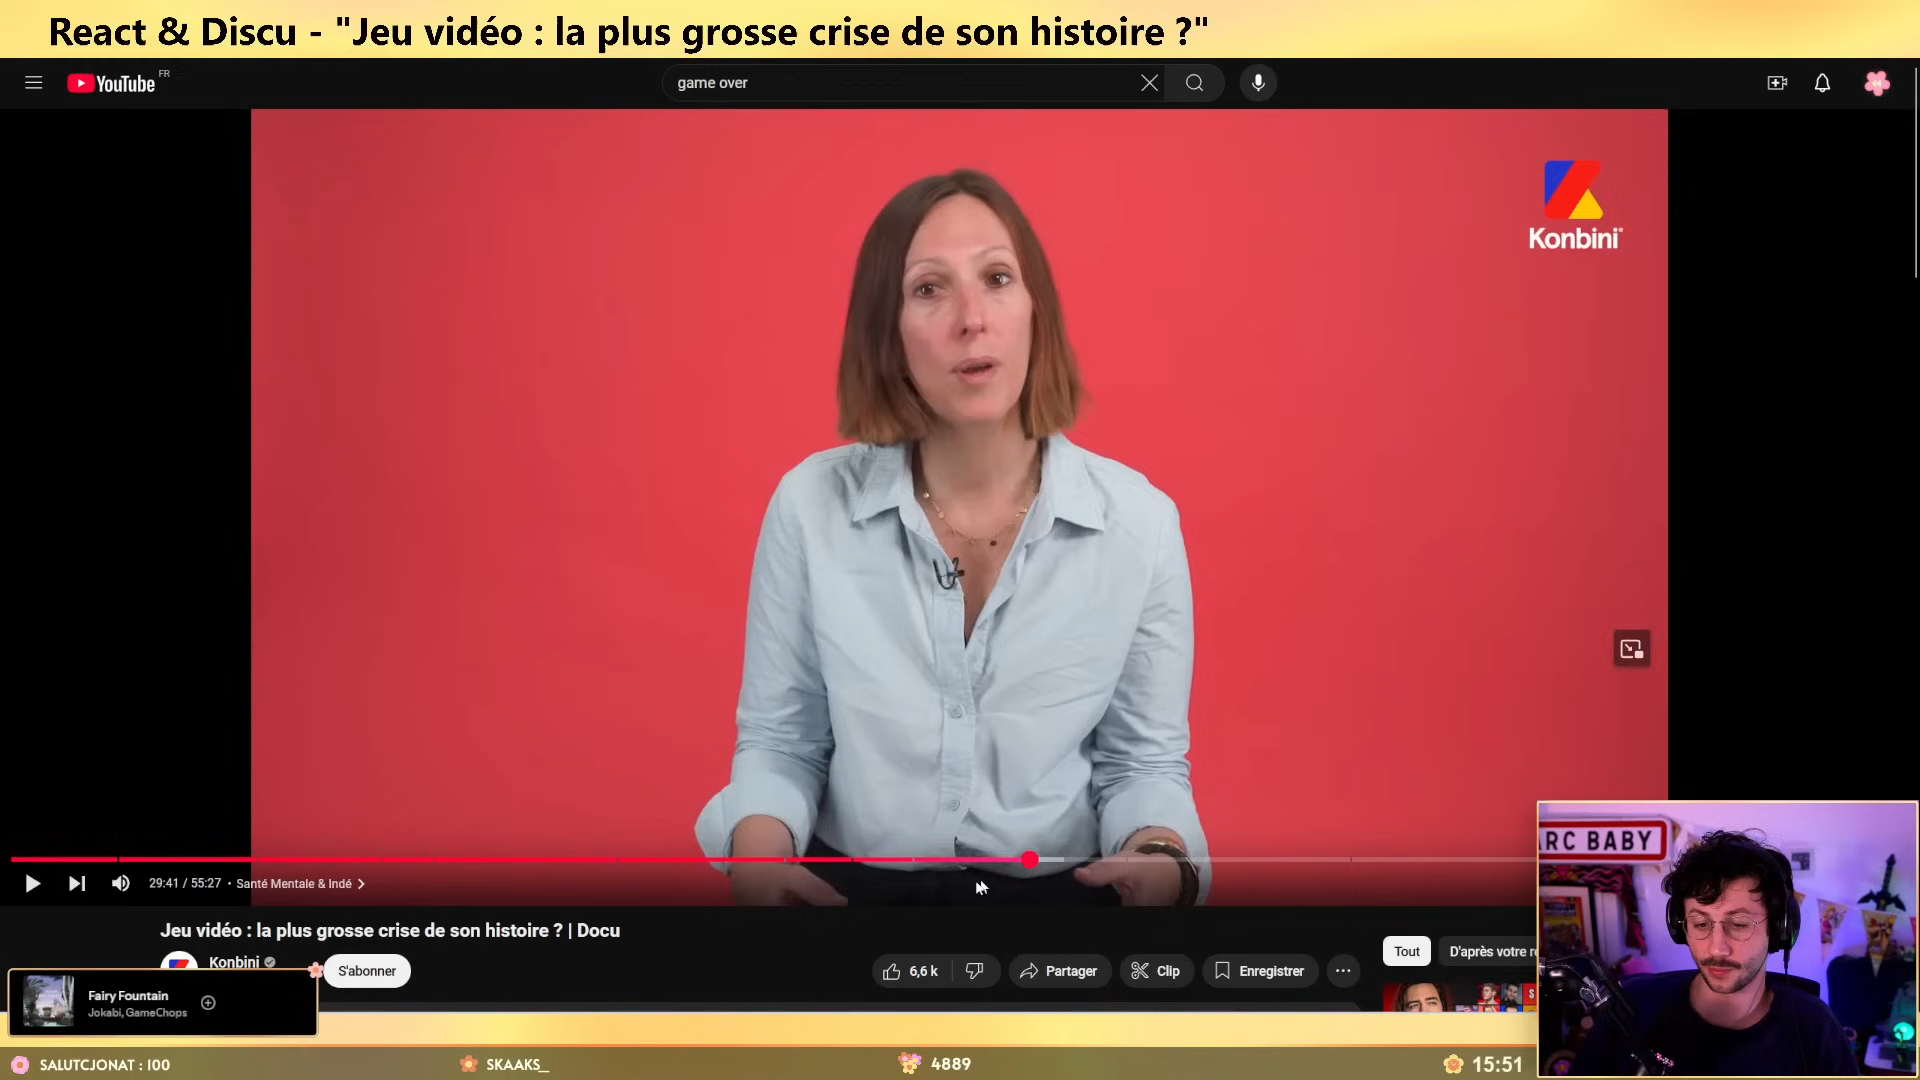 React & Discu - "Jeu vidéo : la plus grosse crise de son histoire ?"
YouTube FR
game over
Konbini
29:41 / 55:27 • Santé Mentale & Indé
Jeu vidéo : la plus grosse crise de son histoire ? | Docu
Konbini
S'abonner
6,6 k
Partager
Clip
Enregistrer
Tout
D'après votre
ARC BABY
Fairy Fountain
Jokabi, GameChops
SALUTCJONAT : 100
SKAAKS_
4889
15:51